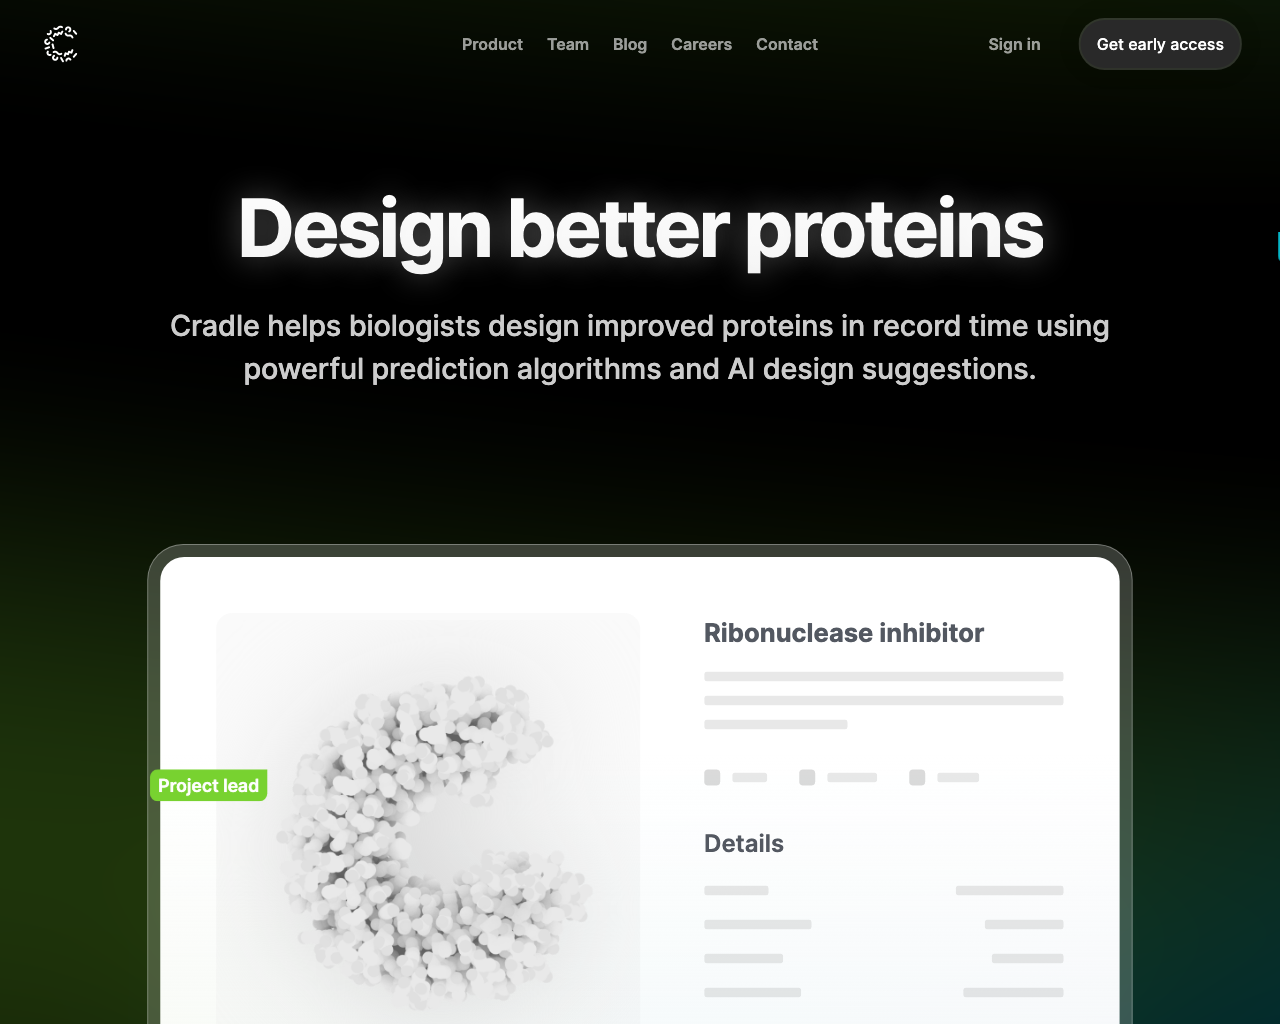 Product Team Blog Careers Contact Sign in Get early access
Design better proteins
Cradle helps biologists design improved proteins in record time using
powerful prediction algorithms and AI design suggestions.
Ribonuclease inhibitor
Project lead
Details